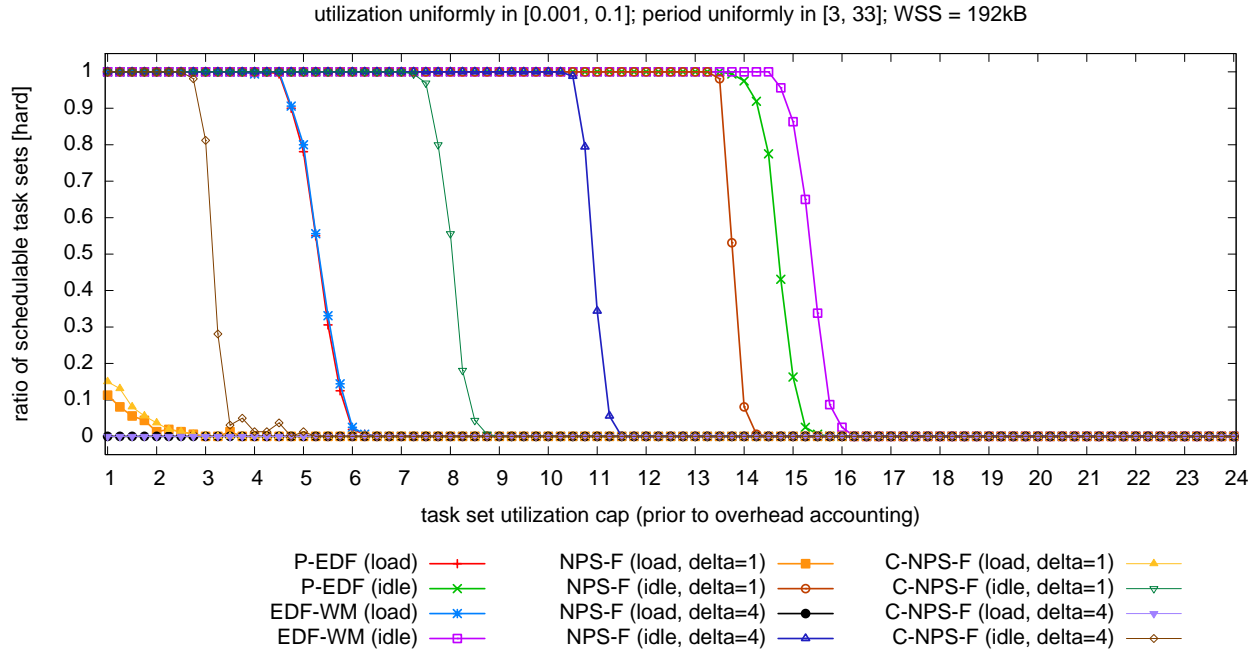 utilization uniformly in [0.001, 0.1]; period uniformly in [3, 33]; WSS = 192kB
ratio of schedulable task sets [hard]
1
0.9
0.8
0.7
0.6
0.5
0.4
0.3
0.2
0.1
0
1 2 3 4 5 6 7 8 9 10 11 12 13 14 15 16 17 18 19 20 21 22 23 24
task set utilization cap (prior to overhead accounting)
P-EDF (load) NPS-F (load, delta=1) C-NPS-F (load, delta=1)
P-EDF (idle) NPS-F (idle, delta=1) C-NPS-F (idle, delta=1)
EDF-WM (load) NPS-F (load, delta=4) C-NPS-F (load, delta=4)
EDF-WM (idle) NPS-F (idle, delta=4) C-NPS-F (idle, delta=4)